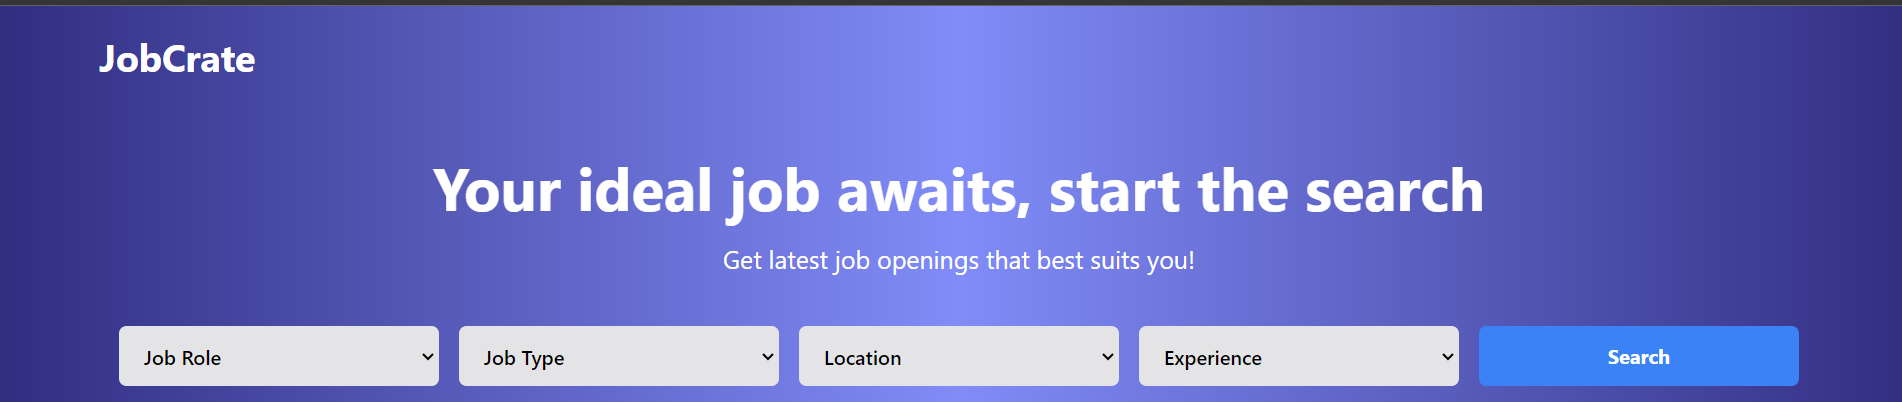 JobCrate
Your ideal job awaits, start the search
Get latest job openings that best suits you!
Job Role Job Type Location Experience Search